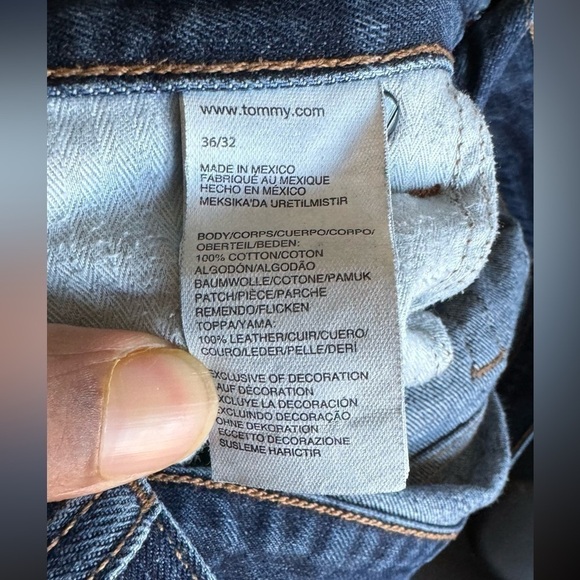 www.tommy.com
36/32
MADE IN MEXICO
FABRIQUÉ AU MEXIQUE
HECHO EN MÉXICO
MEKSIKA'DA ÜRETILMISTIR
BODY/CORPS/CUERPO/CORPO/
OBERTEIL/BEDEN:
100% COTTON/COTON
ALGODÓN/ALGODÃO
BAUMWOLLE/COTONE/PAMUK
PATCH/PIÈCE/PARCHE
REMENDO/FLICKEN
TOPPA/YAMA:
100% LEATHER/CUIR/CUERO/
COURO/LEDER/PELLE/DERİ
EXCLUSIVE OF DECORATION
SAUF DÉCORATION
EXCLUYE LA DECORACIÓN
EXCLUINDO DECORAÇÃO
OHNE DEKORATION
ECCETTO DECORAZIONE
SUSLEME HARICTIR